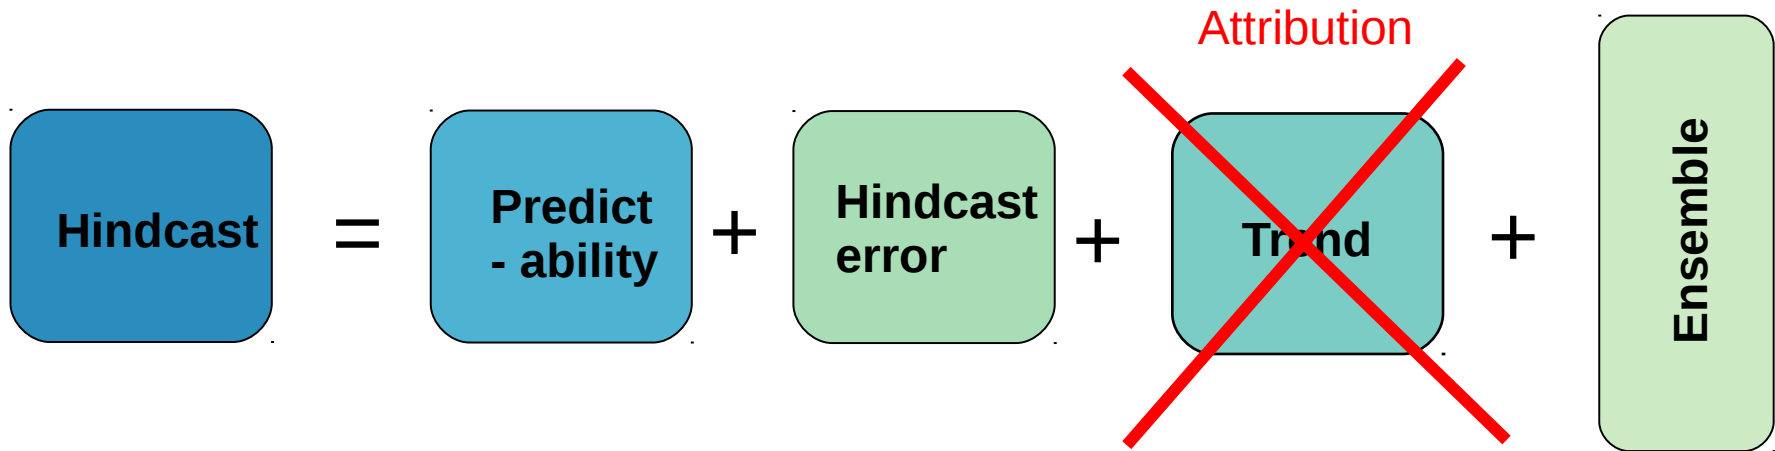 Attribution
Hindcast
=
Predict
- ability
+
Hindcast
error
+
Trend
+
Ensemble